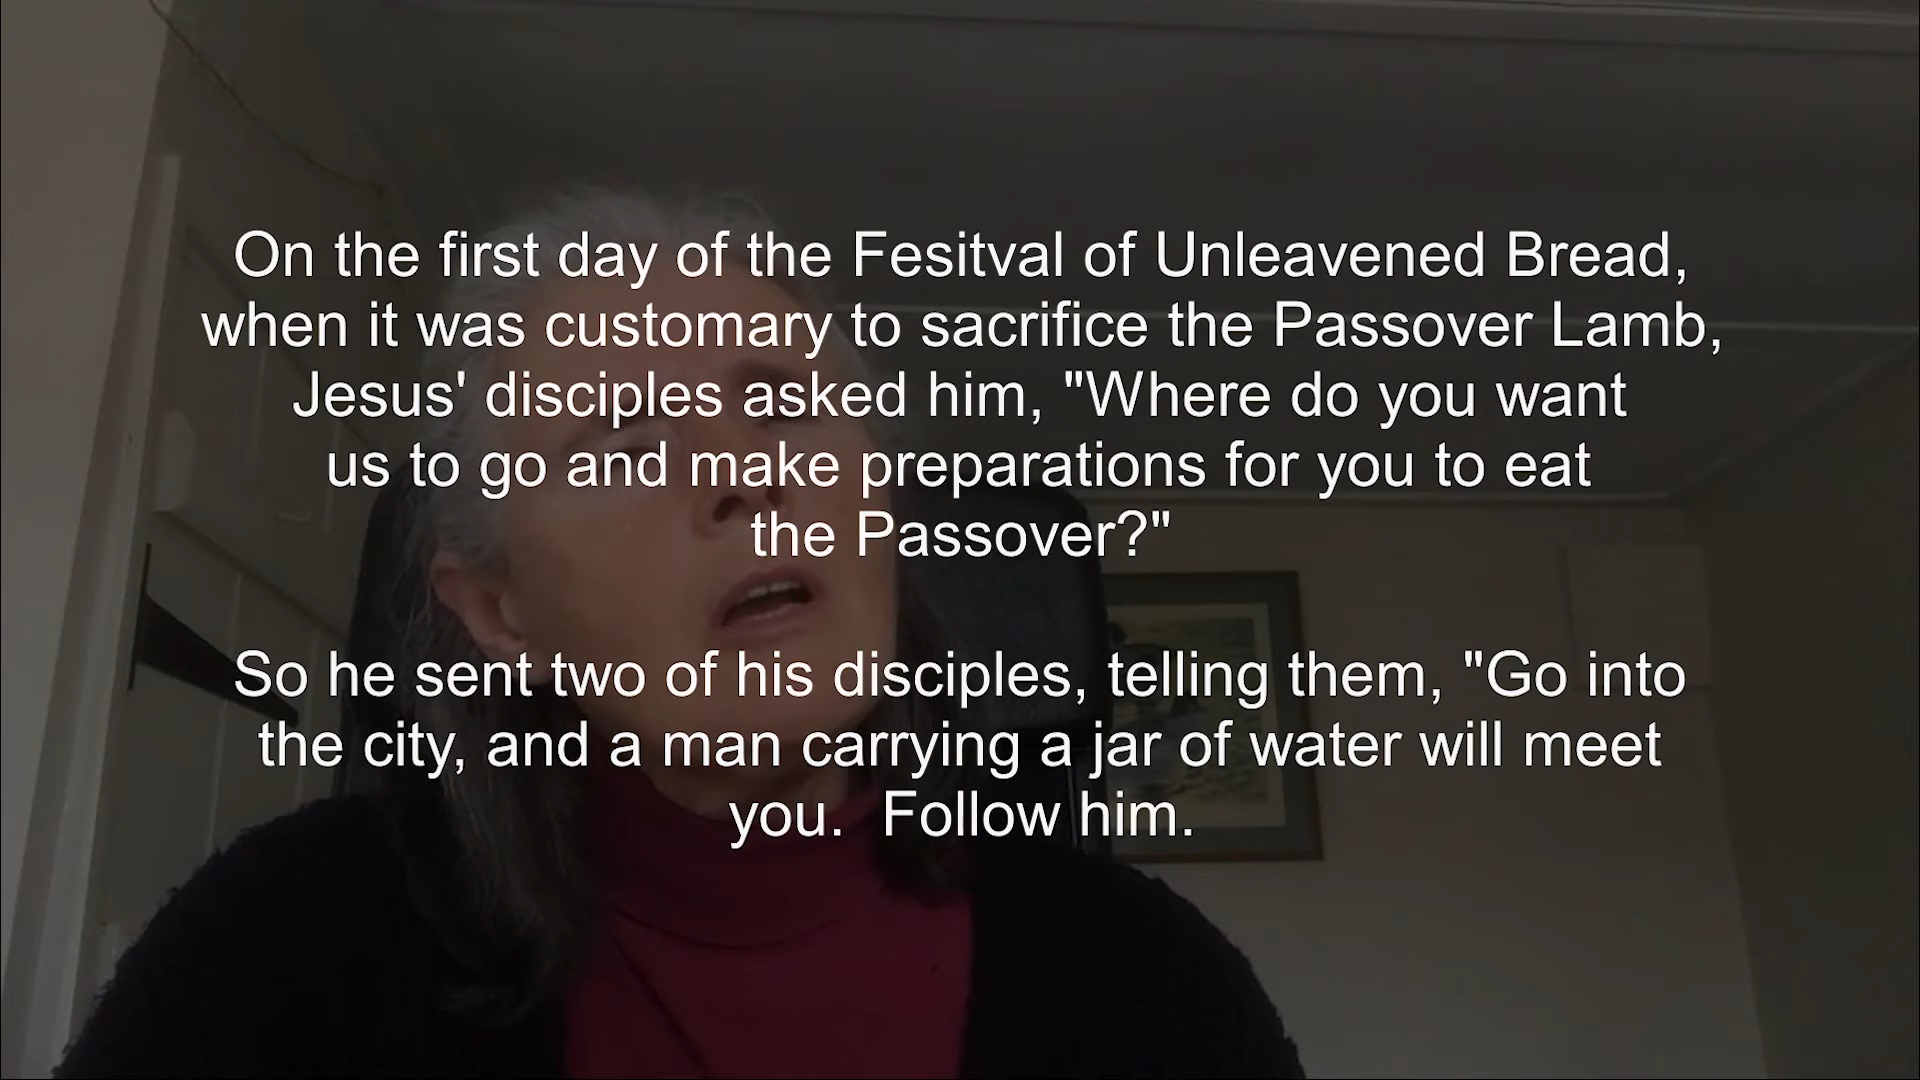 On the first day of the Fesitval of Unleavened Bread,
when it was customary to sacrifice the Passover Lamb,
Jesus' disciples asked him, "Where do you want
us to go and make preparations for you to eat
the Passover?"
So he sent two of his disciples, telling them, "Go into
the city, and a man carrying a jar of water will meet
you.  Follow him.